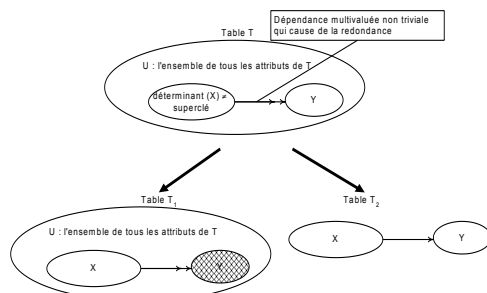 Dépendance multivaluée non triviale
qui cause de la redondance
Table T
U : l'ensemble de tous les attributs de T
déterminant (X) ≠
superclé
Y
Table T1
U : l'ensemble de tous les attributs de T
X
Y
Table T2
X
Y